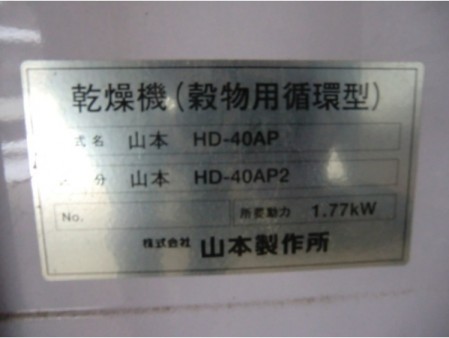 乾燥機(穀物用循環型)
式名 山本 HD-40AP
区分 山本 HD-40AP2
No. 所要動力 1.77kW
株式会社 山本製作所